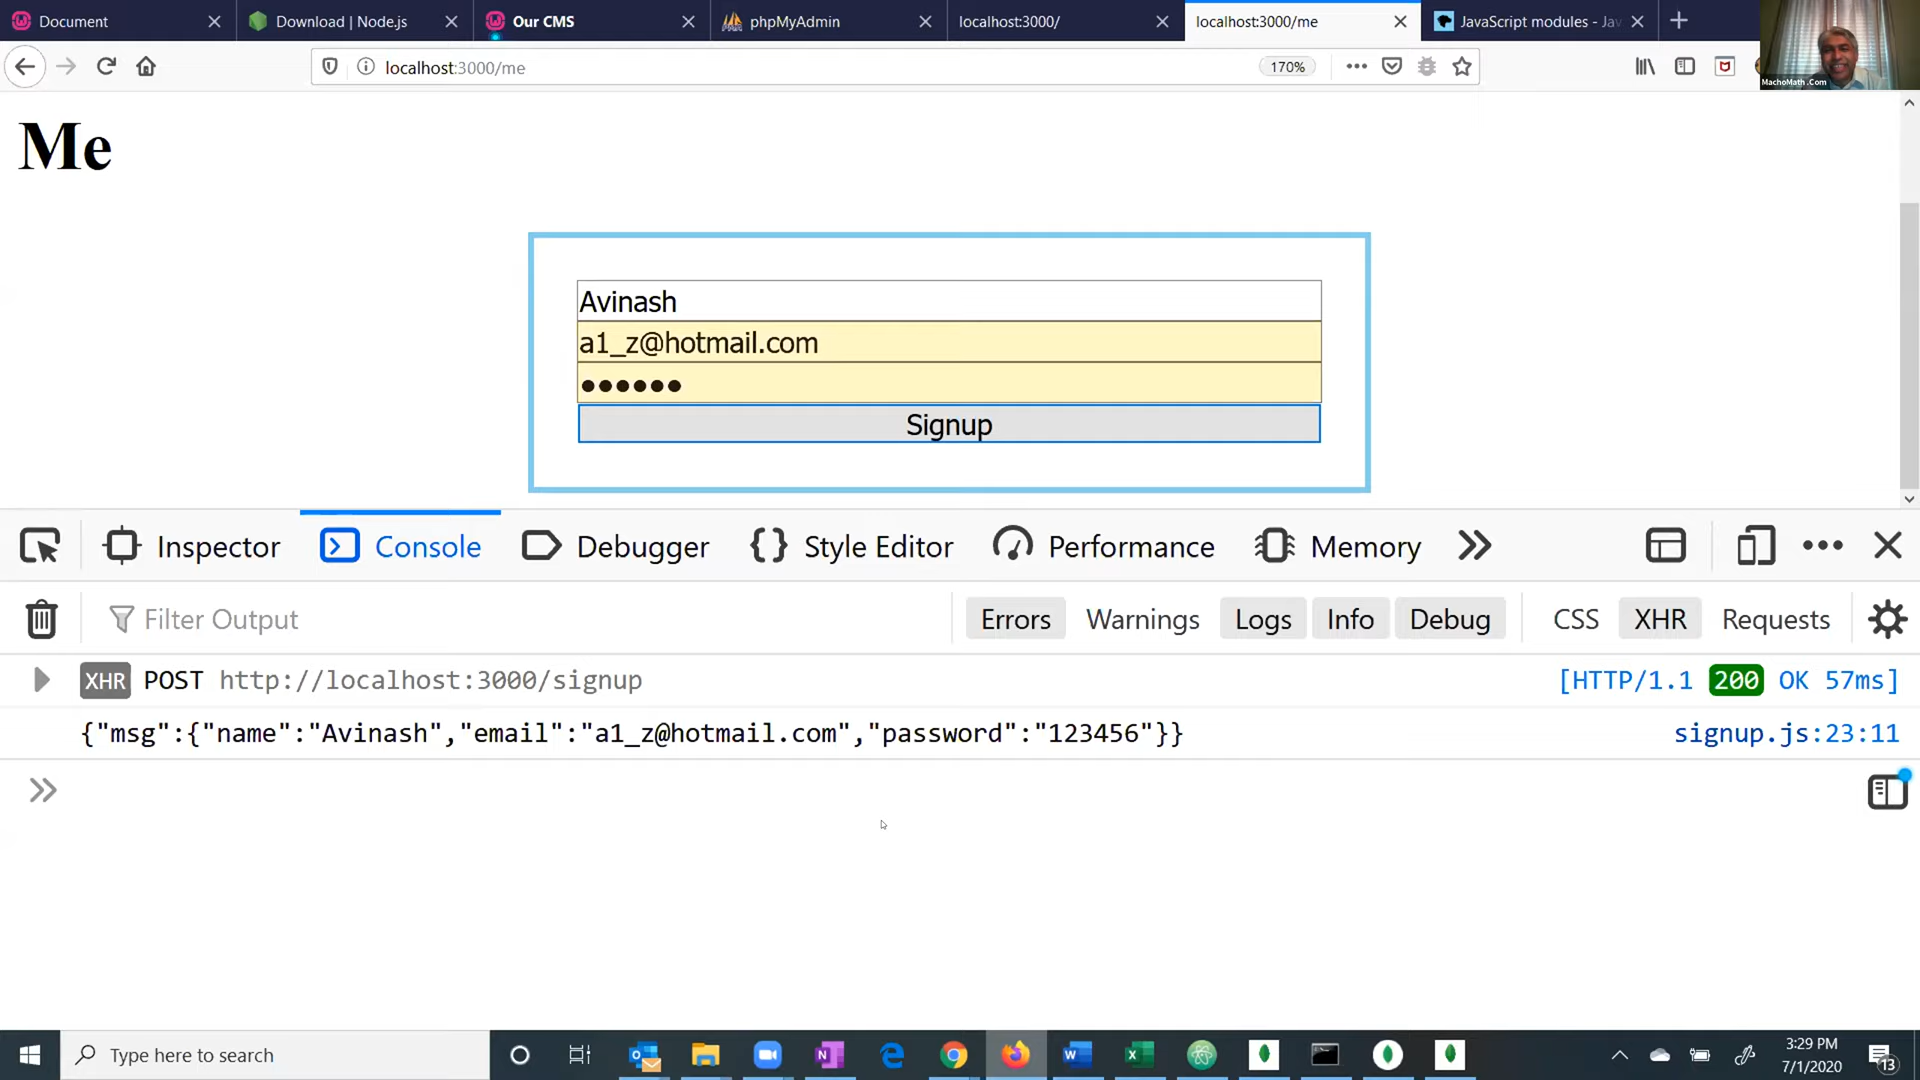 Document
Download | Node.js
Our CMS
phpMyAdmin
localhost:3000/
localhost:3000/me
JavaScript modules - Jav
localhost:3000/me
170%
MachoMath.Com
Me
Avinash
a1_z@hotmail.com
Signup
Inspector
Console
Debugger
Style Editor
Performance
Memory
Filter Output
Errors
Warnings
Logs
Info
Debug
CSS
XHR
Requests
XHR POST http://localhost:3000/signup
[HTTP/1.1 200 OK 57ms]
{"msg":{"name":"Avinash","email":"a1_z@hotmail.com","password":"123456"}}
signup.js:23:11
Type here to search
3:29 PM
7/1/2020
13